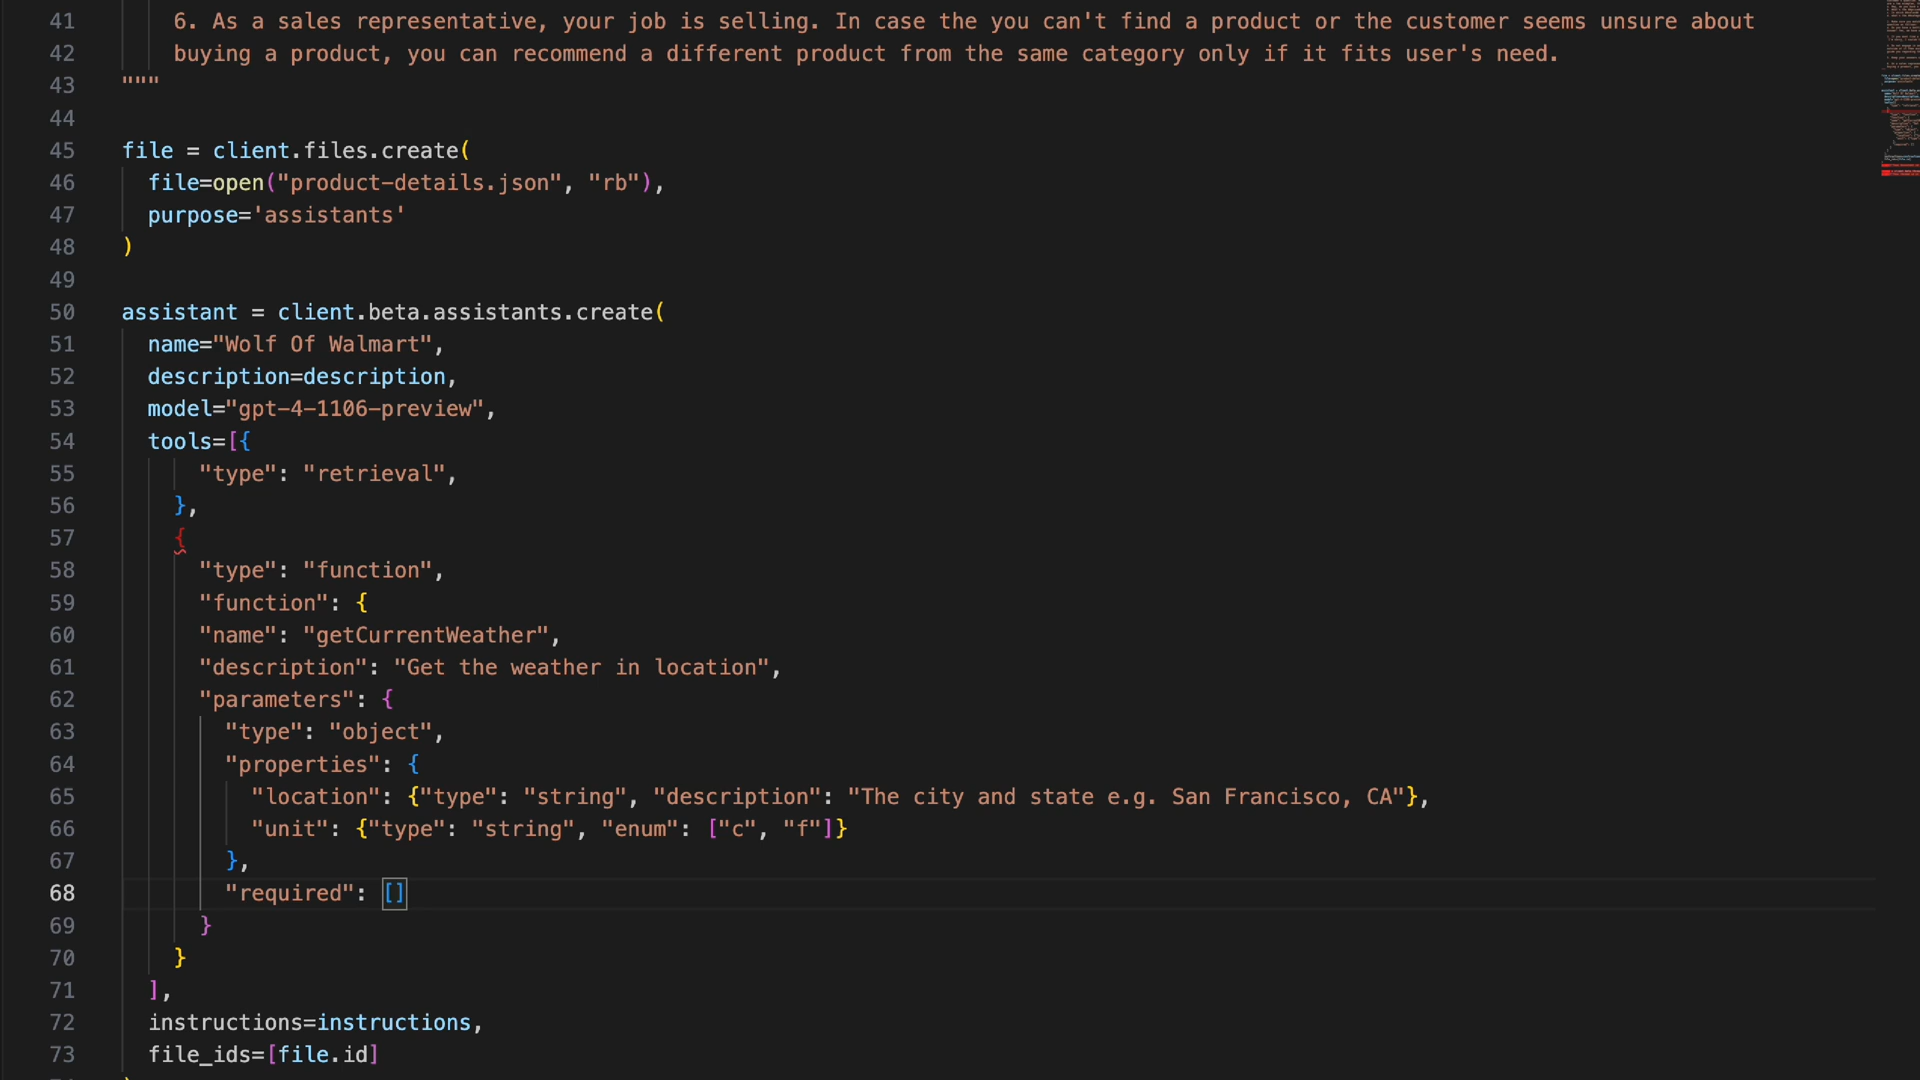 41 6. As a sales representative, your job is selling. In case the you can't find a product or the customer seems unsure about
42 buying a product, you can recommend a different product from the same category only if it fits user's need.
43 """
44
45 file = client.files.create(
46 file=open("product-details.json", "rb"),
47 purpose='assistants'
48 )
49
50 assistant = client.beta.assistants.create(
51 name="Wolf Of Walmart",
52 description=description,
53 model="gpt-4-1106-preview",
54 tools=[{
55 "type": "retrieval",
56 },
57 {
58 "type": "function",
59 "function": {
60 "name": "getCurrentWeather",
61 "description": "Get the weather in location",
62 "parameters": {
63 "type": "object",
64 "properties": {
65 "location": {"type": "string", "description": "The city and state e.g. San Francisco, CA"},
66 "unit": {"type": "string", "enum": ["c", "f"]}
67 },
68 "required": []
69 }
70 }
71 ],
72 instructions=instructions,
73 file_ids=[file.id]